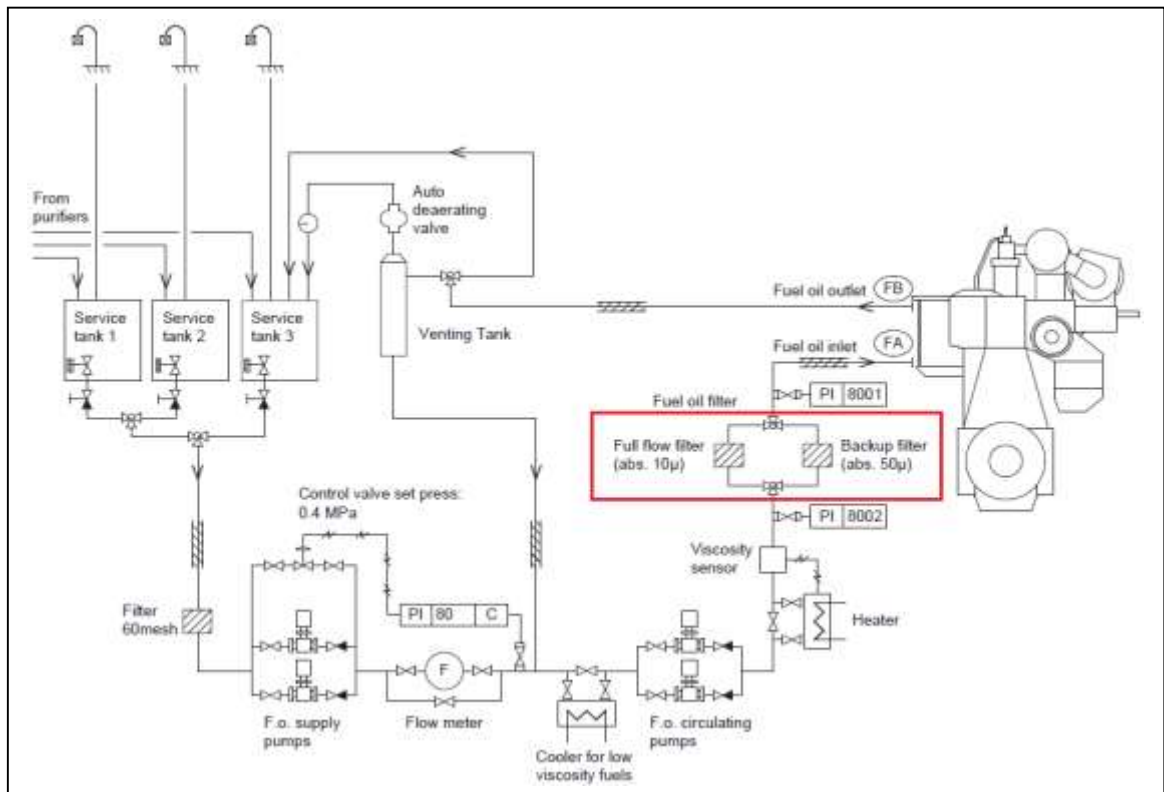 From
purifiers
Service
tank 1
Service
tank 2
Service
tank 3
Auto
deaerating
valve
Venting Tank
Fuel oil outlet
FB
Fuel oil inlet
FA
PI 8001
Fuel oil filter
Full flow filter
(abs. 10µ)
Backup filter
(abs. 50µ)
PI 8002
Control valve set press:
0.4 MPa
Viscosity
sensor
Filter
60mesh
PI 80 C
Heater
F
F.o. supply
pumps
Flow meter
Cooler for low
viscosity fuels
F.o. circulating
pumps